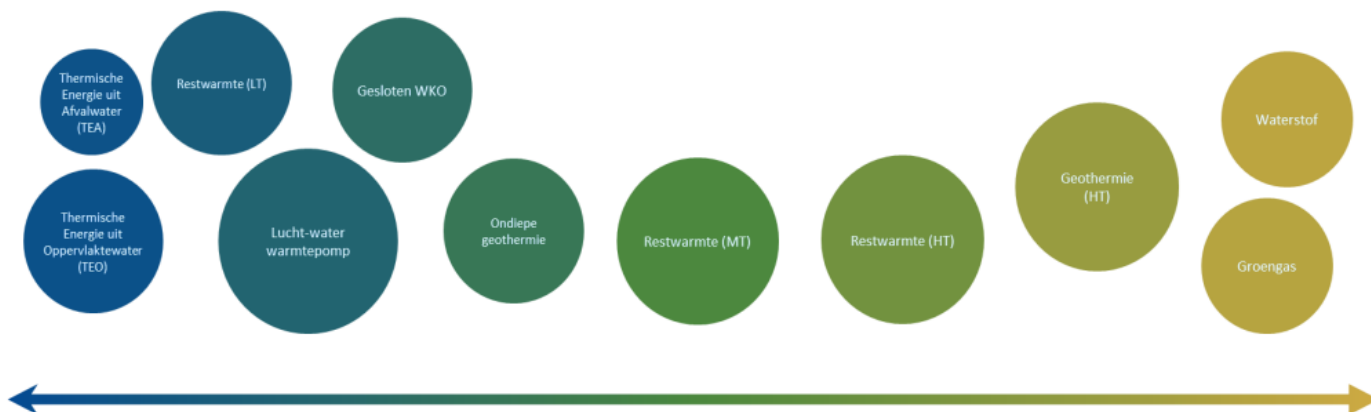 Thermische
Energie uit
Afvalwater
(TEA)
Restwarmte (LT)
Gesloten WKO
Thermische
Energie uit
Oppervlaktewater
(TEO)
Lucht-water
warmtepomp
Ondiepe
geothermie
Restwarmte (MT)
Restwarmte (HT)
Geothermie
(HT)
Waterstof
Groengas